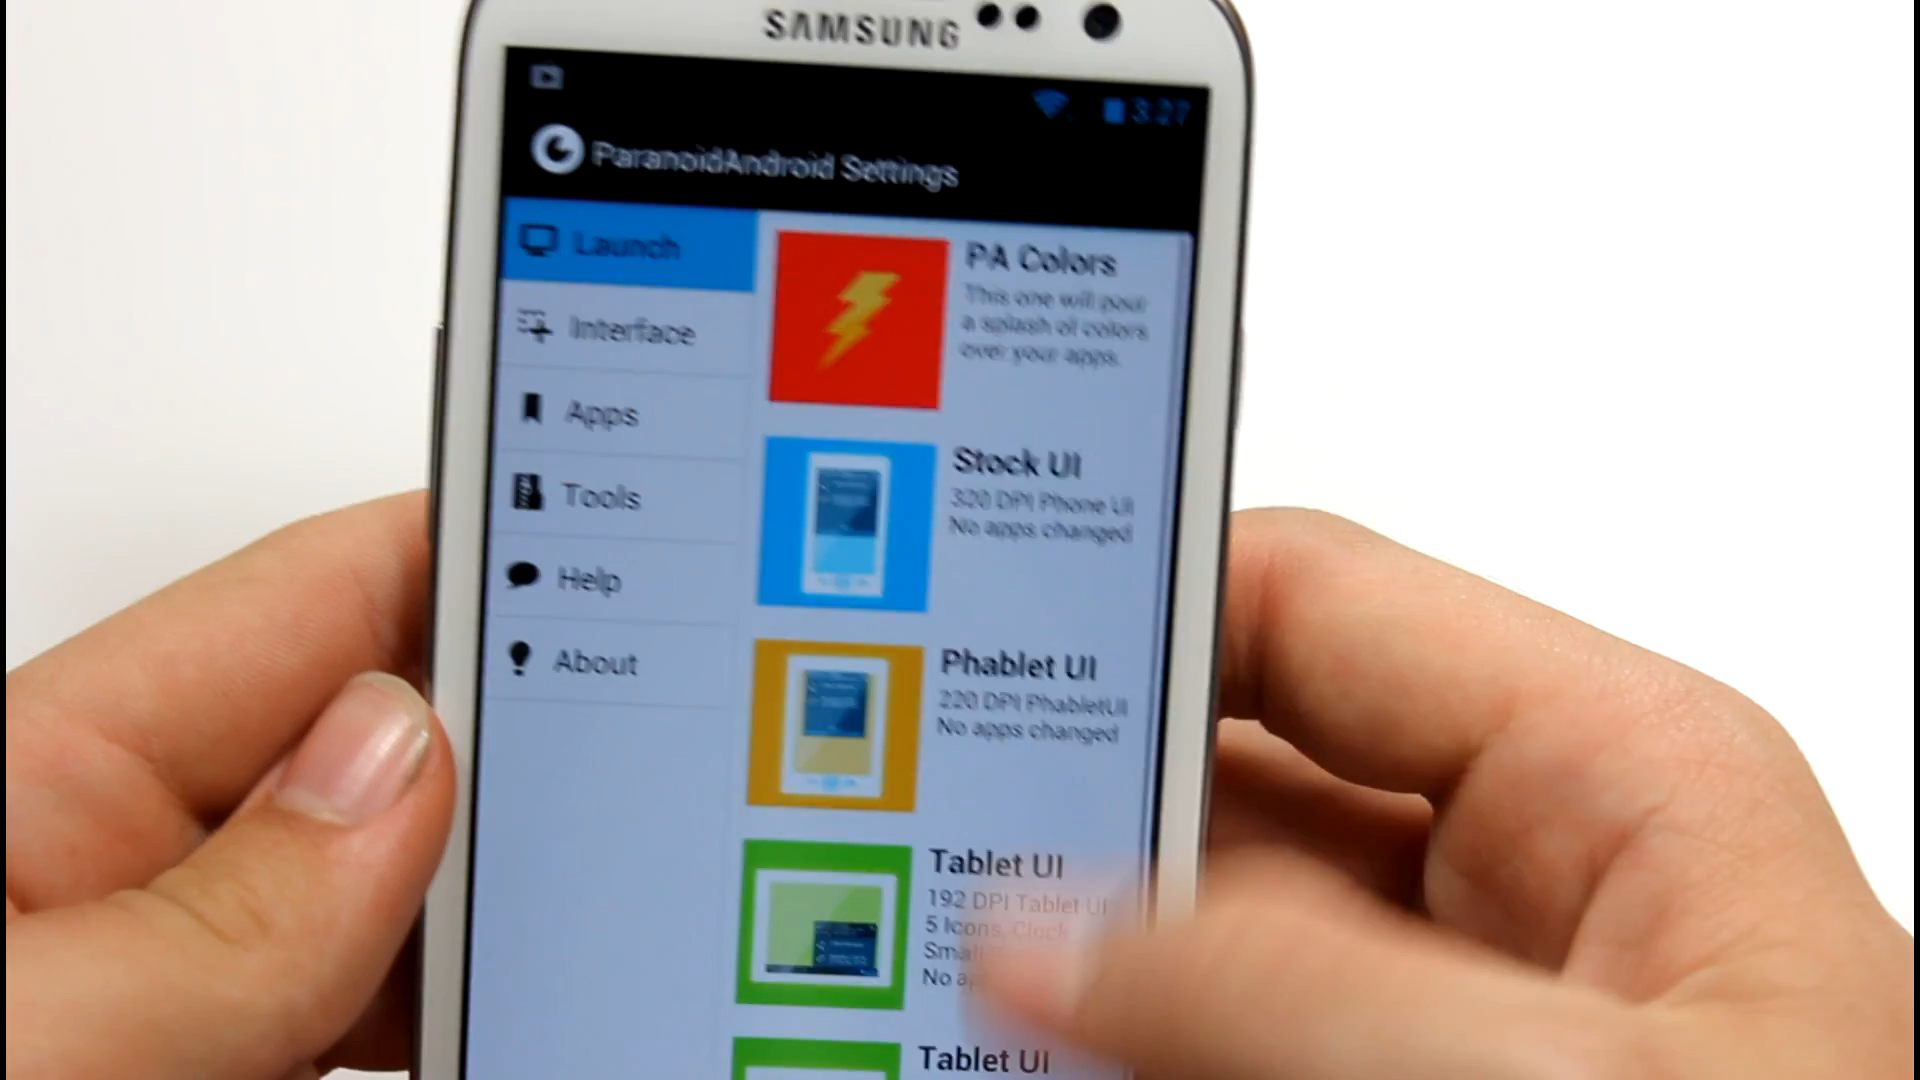 SAMSUNG
3:27
ParanoidAndroid Settings
Launch
Interface
Apps
Tools
Help
About
PA Colors
This one will pour
a splash of colors
over your apps.
Stock UI
320 DPI Phone UI
No apps changed
Phablet UI
220 DPI PhabletUI
No apps changed
Tablet UI
192 DPI Tablet UI
5 Icons, Clock
No
Tablet UI